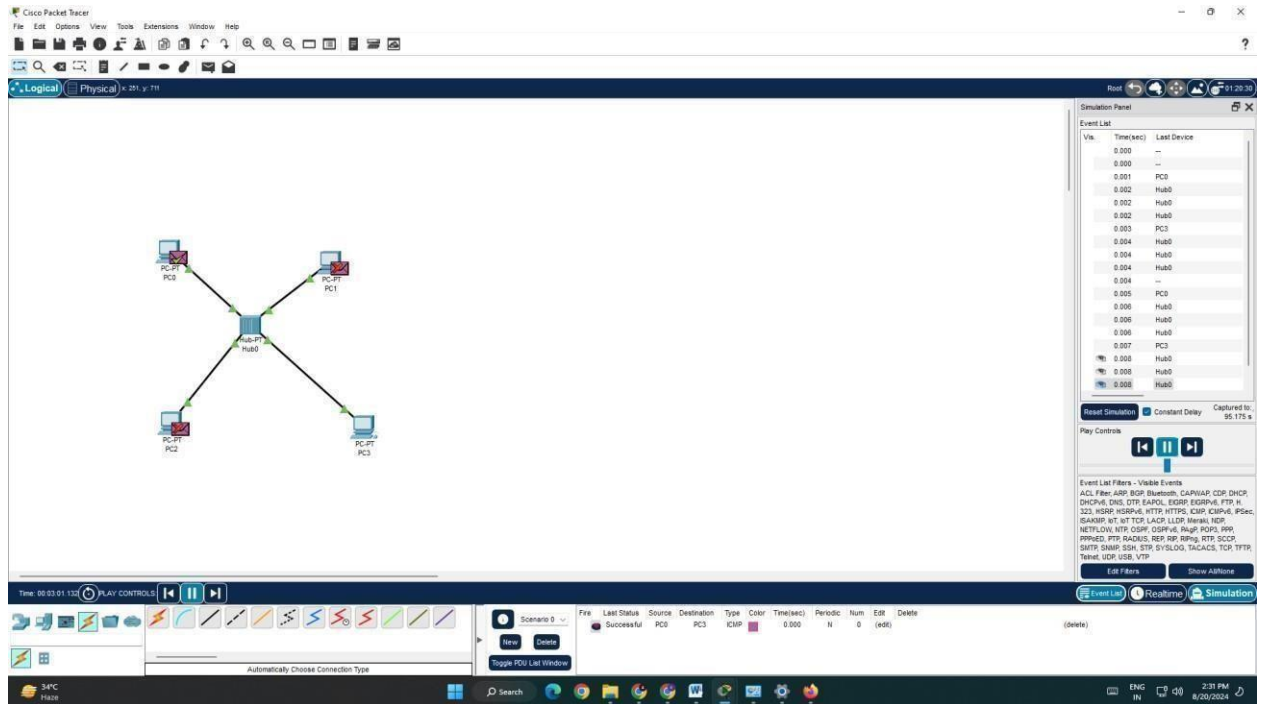 Cisco Packet Tracer
File Edit Options View Tools Extensions Window Help
?
Logical Physical x: 251, y: 711
Root 01:20:30
Simulation Panel
Event List
Vis. Time(sec) Last Device
0.000 --
0.000 --
0.001 PC0
0.002 Hub0
0.002 Hub0
0.002 Hub0
0.003 PC3
0.004 Hub0
0.004 Hub0
0.004 Hub0
0.004 --
0.005 PC0
0.006 Hub0
0.006 Hub0
0.006 Hub0
0.007 PC3
0.008 Hub0
0.008 Hub0
0.008 Hub0
Reset Simulation Constant Delay Captured to:
95.175 s
Play Controls
Event List Filters - Visible Events
ACL Filter, ARP, BGP, Bluetooth, CAPWAP, CDP, DHCP,
DHCPv6, DNS, DTP, EAPOL, EIGRP, EIGRPv6, FTP, H.
323, HSRP, HSRPv6, HTTP, HTTPS, ICMP, ICMPv6, IPSec,
ISAKMP, IoT, IoT TCP, LACP, LLDP, Meraki, NDP,
NETFLOW, NTP, OSPF, OSPFv6, PAgP, POP3, PPP,
PPPoED, PTP, RADIUS, REP, RIP, RIPng, RTP, SCCP,
SMTP, SNMP, SSH, STP, SYSLOG, TACACS, TCP, TFTP,
Telnet, UDP, USB, VTP
Edit Filters Show All/None
PC-PT
PC0
PC-PT
PC1
Hub-PT
Hub0
PC-PT
PC2
PC-PT
PC3
Time: 00:03:01.132 PLAY CONTROLS:
Event List Realtime Simulation
Scenario 0
New Delete
Toggle PDU List Window
Fire Last Status Source Destination Type Color Time(sec) Periodic Num Edit Delete
Successful PC0 PC3 ICMP 0.000 N 0 (edit) (delete)
Automatically Choose Connection Type
34°C
Haze
Search
ENG
IN
2:31 PM
8/20/2024